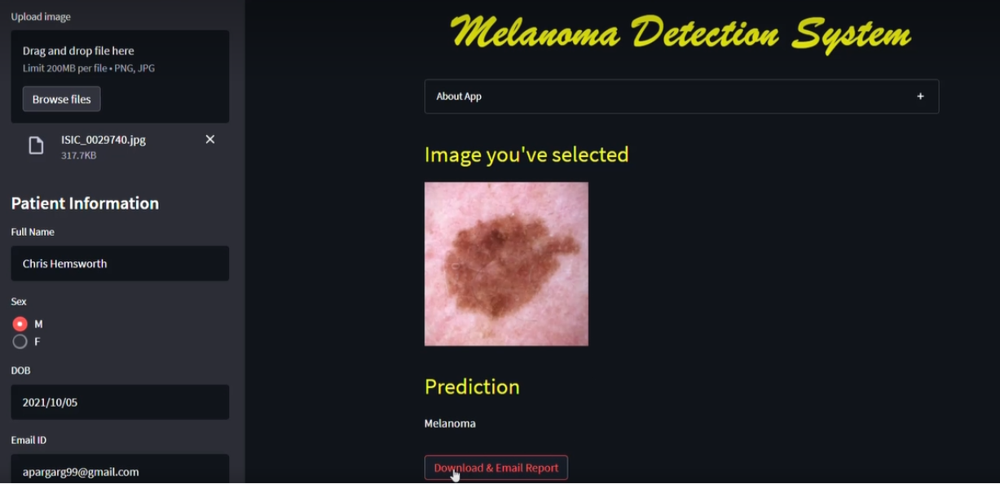 Upload image
Drag and drop file here
Limit 200MB per file • PNG, JPG
Browse files
ISIC_0029740.jpg
317.7KB
Patient Information
Full Name
Chris Hemsworth
Sex
M
F
DOB
2021/10/05
Email ID
apargarg99@gmail.com
Melanoma Detection System
About App
+
Image you've selected
Prediction
Melanoma
Download & Email Report